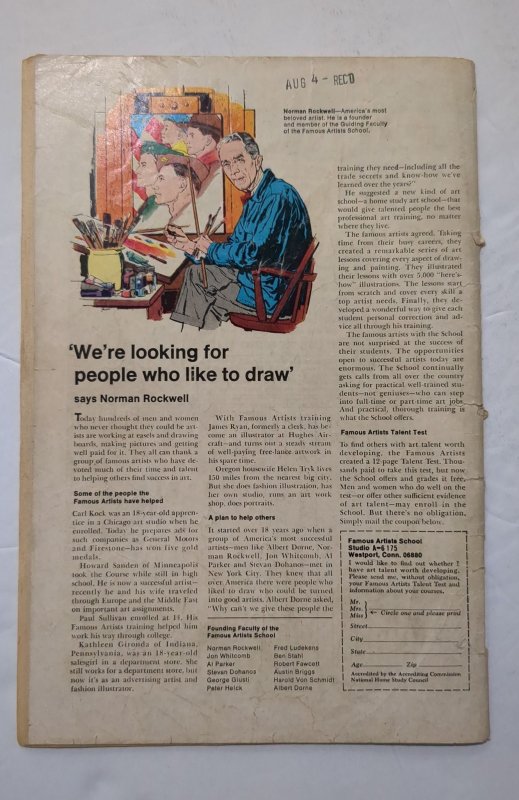 AUG 4 - REC'D
Norman Rockwell—America's most
beloved artist. He is a founder
and member of the Guiding Faculty
of the Famous Artists School.
'We're looking for
people who like to draw'
says Norman Rockwell
Today hundreds of men and women
who never thought they could be art-
ists are working at easels and drawing
boards, making pictures and getting
well paid for it. They all can thank a
group of famous artists who have de-
voted much of their time and talent
to helping others find success in art.
Some of the people the
Famous Artists have helped
Carl Kock was an 18-year-old appren-
tice in a Chicago art studio when he
enrolled. Today he prepares ads for
such companies as General Motors
and Firestone—has won five gold
medals.
Howard Sanden of Minneapolis
took the Course while still in high
school. He is now a successful artist—
recently he and his wife traveled
through Europe and the Middle East
on important art assignments.
Paul Sullivan enrolled at 14. His
Famous Artists training helped him
work his way through college.
Kathleen Gironda of Indiana,
Pennsylvania, was an 18-year-old
salesgirl in a department store. She
still works for a department store, but
now it's as an advertising artist and
fashion illustrator.
With Famous Artists training
James Ryan, formerly a clerk, has be-
come an illustrator at Hughes Air-
craft—and turns out a steady stream
of well-paying free-lance artwork in
his spare time.
Oregon housewife Helen Tryk lives
150 miles from the nearest big city.
But she does fashion illustration, has
her own studio, runs an art work
shop, does portraits.
A plan to help others
It started over 18 years ago when a
group of America's most successful
artists—men like Albert Dorne, Nor-
man Rockwell, Jon Whitcomb, Al
Parker and Stevan Dohanos—met in
New York City. They knew that all
over America there were people who
liked to draw who could be turned
into good artists. Albert Dorne asked,
"Why can't we give these people the
Founding Faculty of the
Famous Artists School
Norman Rockwell Fred Ludekens
Jon Whitcomb Ben Stahl
Al Parker Robert Fawcett
Stevan Dohanos Austin Briggs
George Giusti Harold Von Schmidt
Peter Helck Albert Dorne
training they need—including all the
trade secrets and know-how we've
learned over the years?"
He suggested a new kind of art
school—a home study art school—that
would give talented people the best
professional art training, no matter
where they live.
The famous artists agreed. Taking
time from their busy careers, they
created a remarkable series of art
lessons covering every aspect of draw-
ing and painting. They illustrated
their lessons with over 5,000 "here's-
how" illustrations. The lessons start
from scratch and cover every skill a
top artist needs. Finally, they de-
veloped a wonderful way to give each
student personal correction and ad-
vice all through his training.
The famous artists with the School
are not surprised at the success of
their students. The opportunities
open to successful artists today are
enormous. The School continually
gets calls from all over the country
asking for practical well-trained stu-
dents—not geniuses—who can step
into full-time or part-time art jobs.
And practical, thorough training is
what the School offers.
Famous Artists Talent Test
To find others with art talent worth
developing, the Famous Artists
created a 12-page Talent Test. Thou-
sands paid to take this test, but now
the School offers and grades it free.
Men and women who do well on the
test—or offer other sufficient evidence
of art talent—may enroll in the
School. But there's no obligation.
Simply mail the coupon below.
Famous Artists School
Studio A-6175
Westport, Conn. 06880
I would like to find out whether I
have art talent worth developing.
Please send me, without obligation,
your Famous Artists Talent Test and
information about your courses.
Mr.
Mrs.
Miss ← Circle one and please print
Street
City
State
Age Zip
Accredited by the Accrediting Commission
National Home Study Council